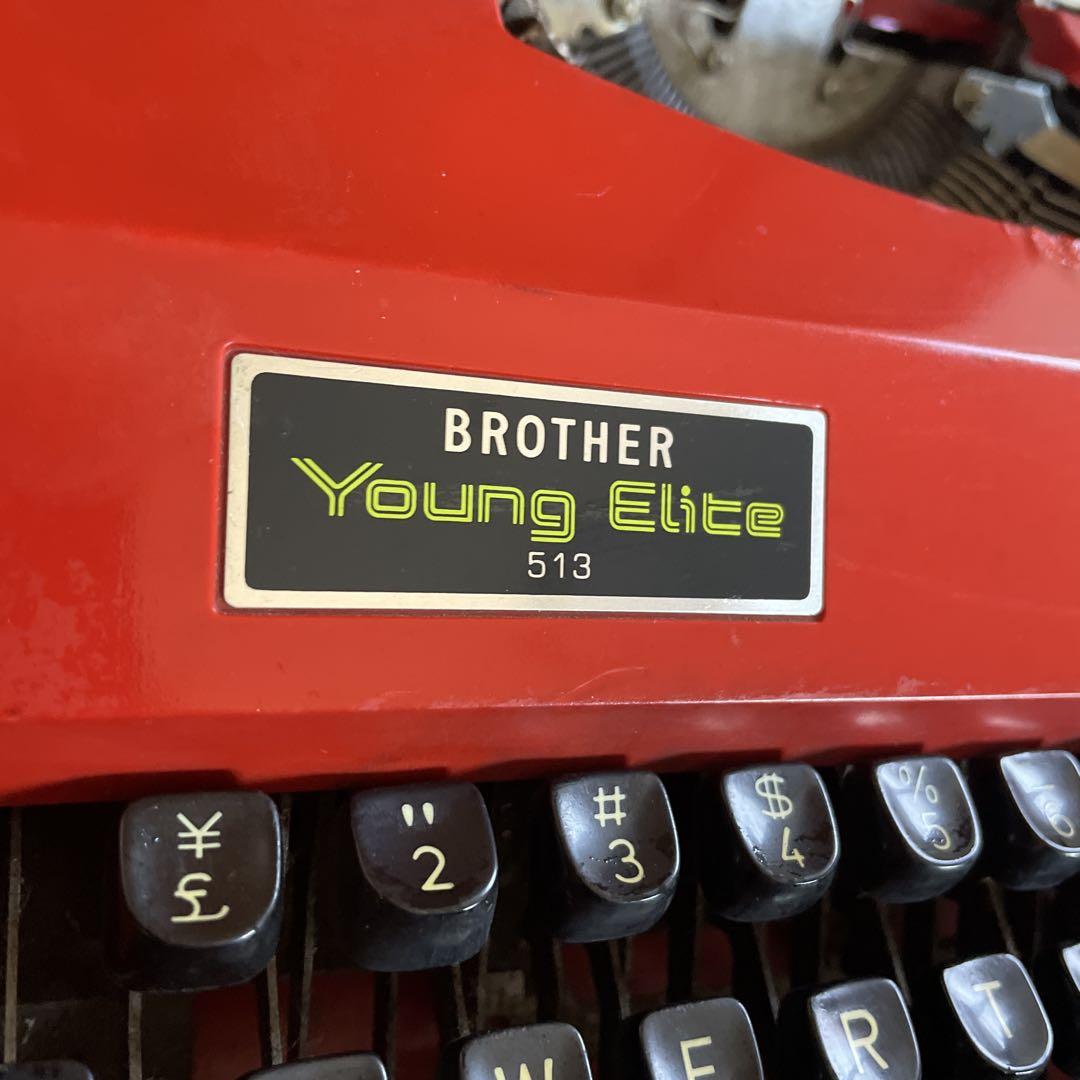 BROTHER
Young Elite
513
¥ " # $ % _
£ 2 3 4 5 6
W E R T